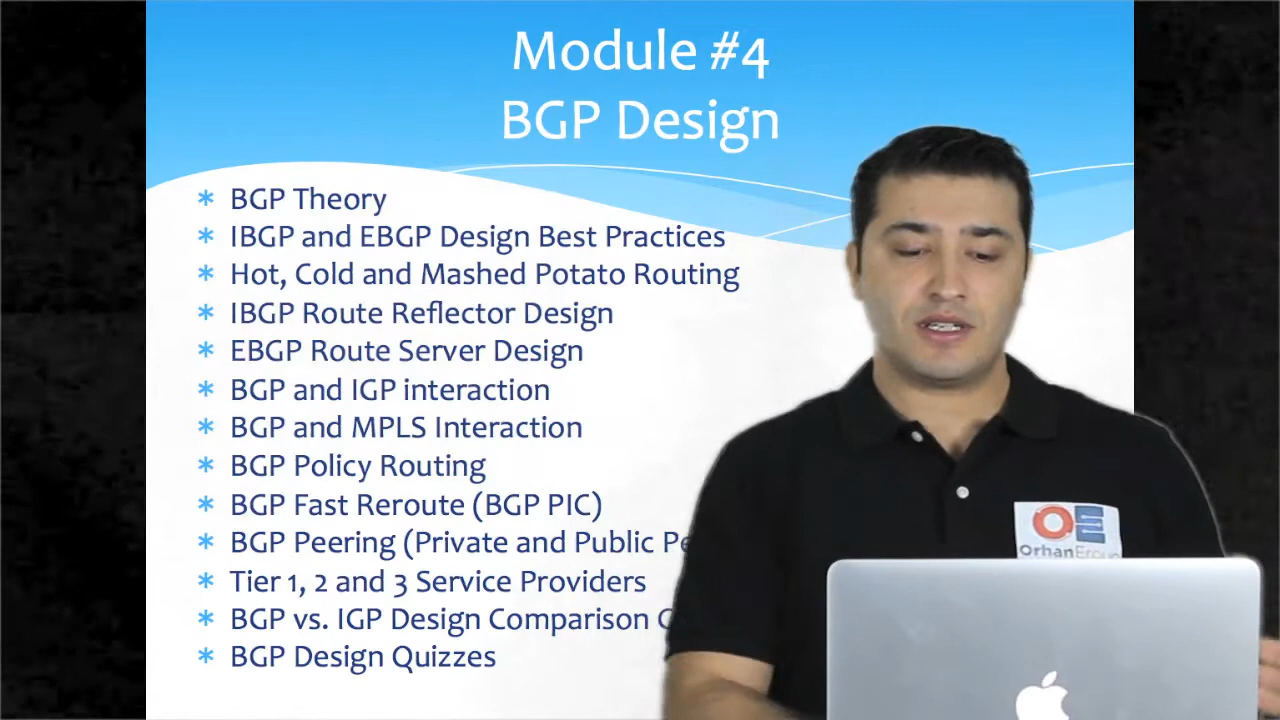 Module #4
BGP Design
* BGP Theory
* IBGP and EBGP Design Best Practices
* Hot, Cold and Mashed Potato Routing
* IBGP Route Reflector Design
* EBGP Route Server Design
* BGP and IGP interaction
* BGP and MPLS Interaction
* BGP Policy Routing
* BGP Fast Reroute (BGP PIC)
* BGP Peering (Private and Public
* Tier 1, 2 and 3 Service Providers
* BGP vs. IGP Design Comparison
* BGP Design Quizzes
OE